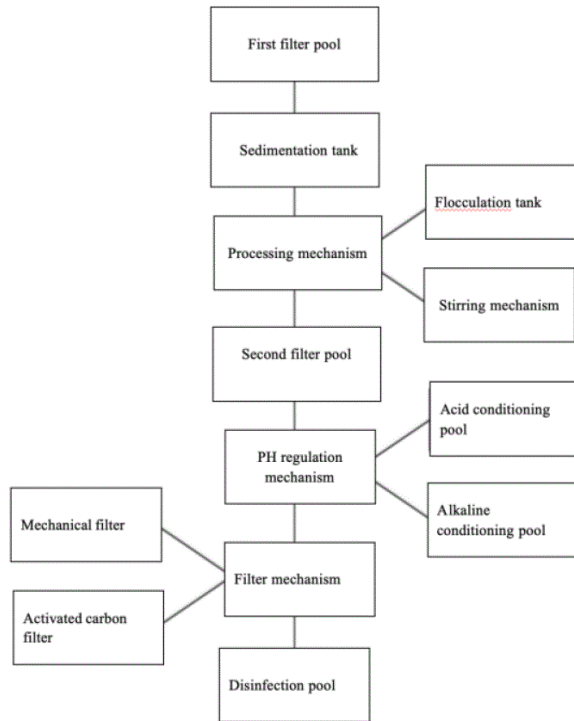 First filter pool
Sedimentation tank
Flocculation tank
Processing mechanism
Stirring mechanism
Second filter pool
Acid conditioning
pool
PH regulation
mechanism
Alkaline
conditioning pool
Mechanical filter
Filter mechanism
Activated carbon
filter
Disinfection pool